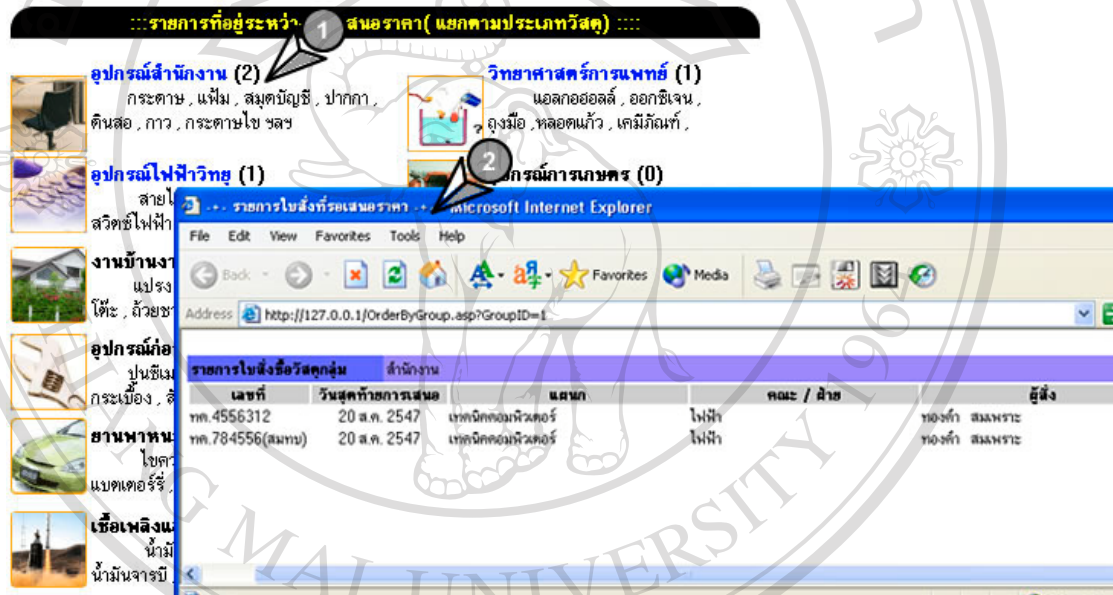 :::รายการที่อยู่ระหว่ สนอราคา( แยกตามประเภทวัสดุ) ::::
1
อุปกรณ์สำนักงาน (2)
กระดาษ , แฟ้ม , สมุดบัญชี , ปากกา ,
ดินสอ , กาว , กระดาษไข ฯลฯ
วิทยาศาสตร์การแพทย์ (1)
แอลกอฮอลล์ , ออกซิเจน ,
ถุงมือ ,หลอดแก้ว , เคมีภัณฑ์ ,
2
อุปกรณ์ไฟฟ้าวิทยุ (1)
สายไ
สวิตช์ไฟฟ้า
ปกรณ์การเกษตร (0)
งานบ้านงา
แปรง
โต๊ะ , ถ้วยชา
อุปกรณ์ก่อ
ปูนซีเม
กระเบื้อง , สั
ยานพาหนะ
ไขคว
แบตเตอร์รี่ ,
เชื้อเพลิงแล
น้ำมั
น้ำมันจารบี ,
.+. รายการใบสั่งที่รอเสนอราคา .+. Microsoft Internet Explorer
File Edit View Favorites Tools Help
Back Favorites Media
Address http://127.0.0.1/OrderByGroup.asp?GroupID=1
รายการใบสั่งซื้อวัสดุกลุ่ม สำนักงาน
เลขที่ วันสุดท้ายการเสนอ แผนก คณะ / ฝ่าย ผู้สั่ง
ทค.4556312 20 ส.ค. 2547 เทคนิคคอมพิวเตอร์ ไฟฟ้า ทองคำ สมเพราะ
ทค.784556(สมทบ) 20 ส.ค. 2547 เทคนิคคอมพิวเตอร์ ไฟฟ้า ทองคำ สมเพราะ
MAI UNIVERSITY 1962